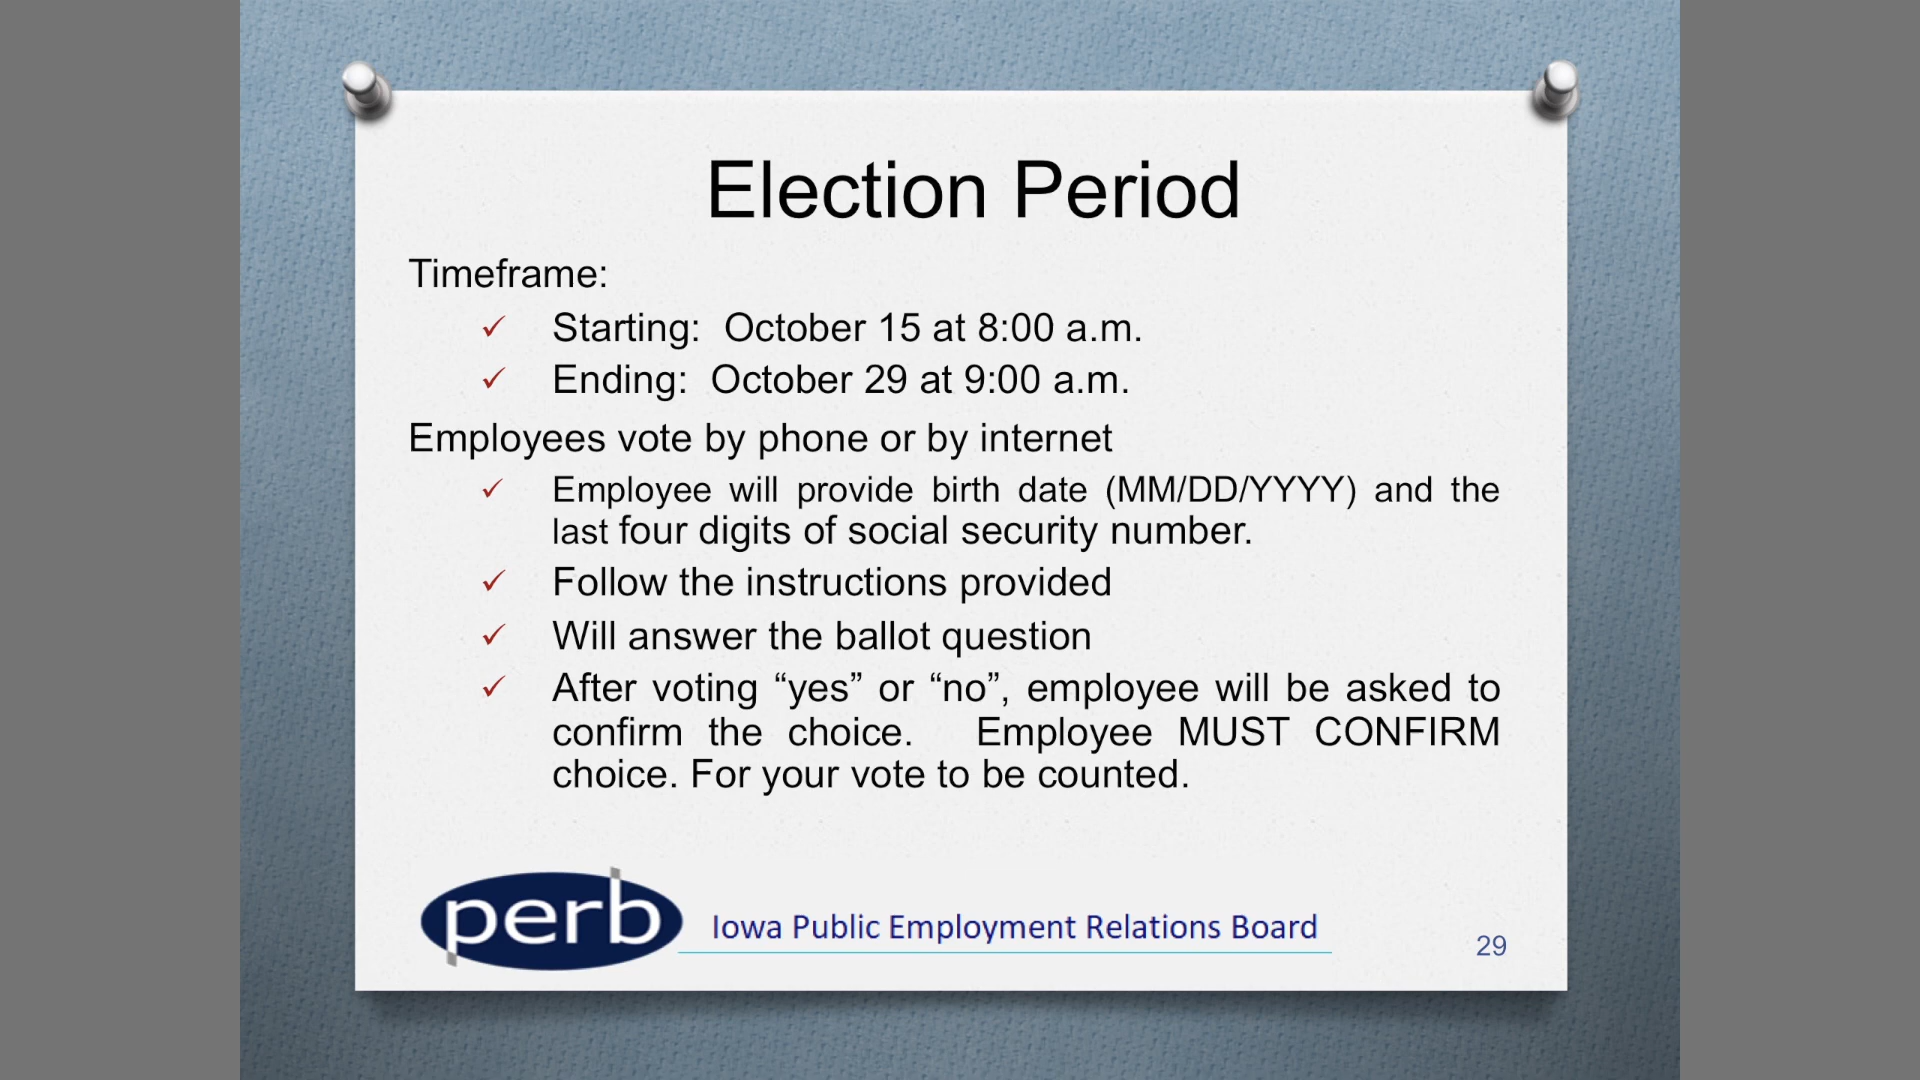 Election Period
Timeframe:
✓ Starting:  October 15 at 8:00 a.m.
✓ Ending:  October 29 at 9:00 a.m.
Employees vote by phone or by internet
✓ Employee will provide birth date (MM/DD/YYYY) and the
last four digits of social security number.
✓ Follow the instructions provided
✓ Will answer the ballot question
✓ After voting “yes” or “no”, employee will be asked to
confirm the choice.  Employee MUST CONFIRM
choice. For your vote to be counted.
perb
Iowa Public Employment Relations Board
29